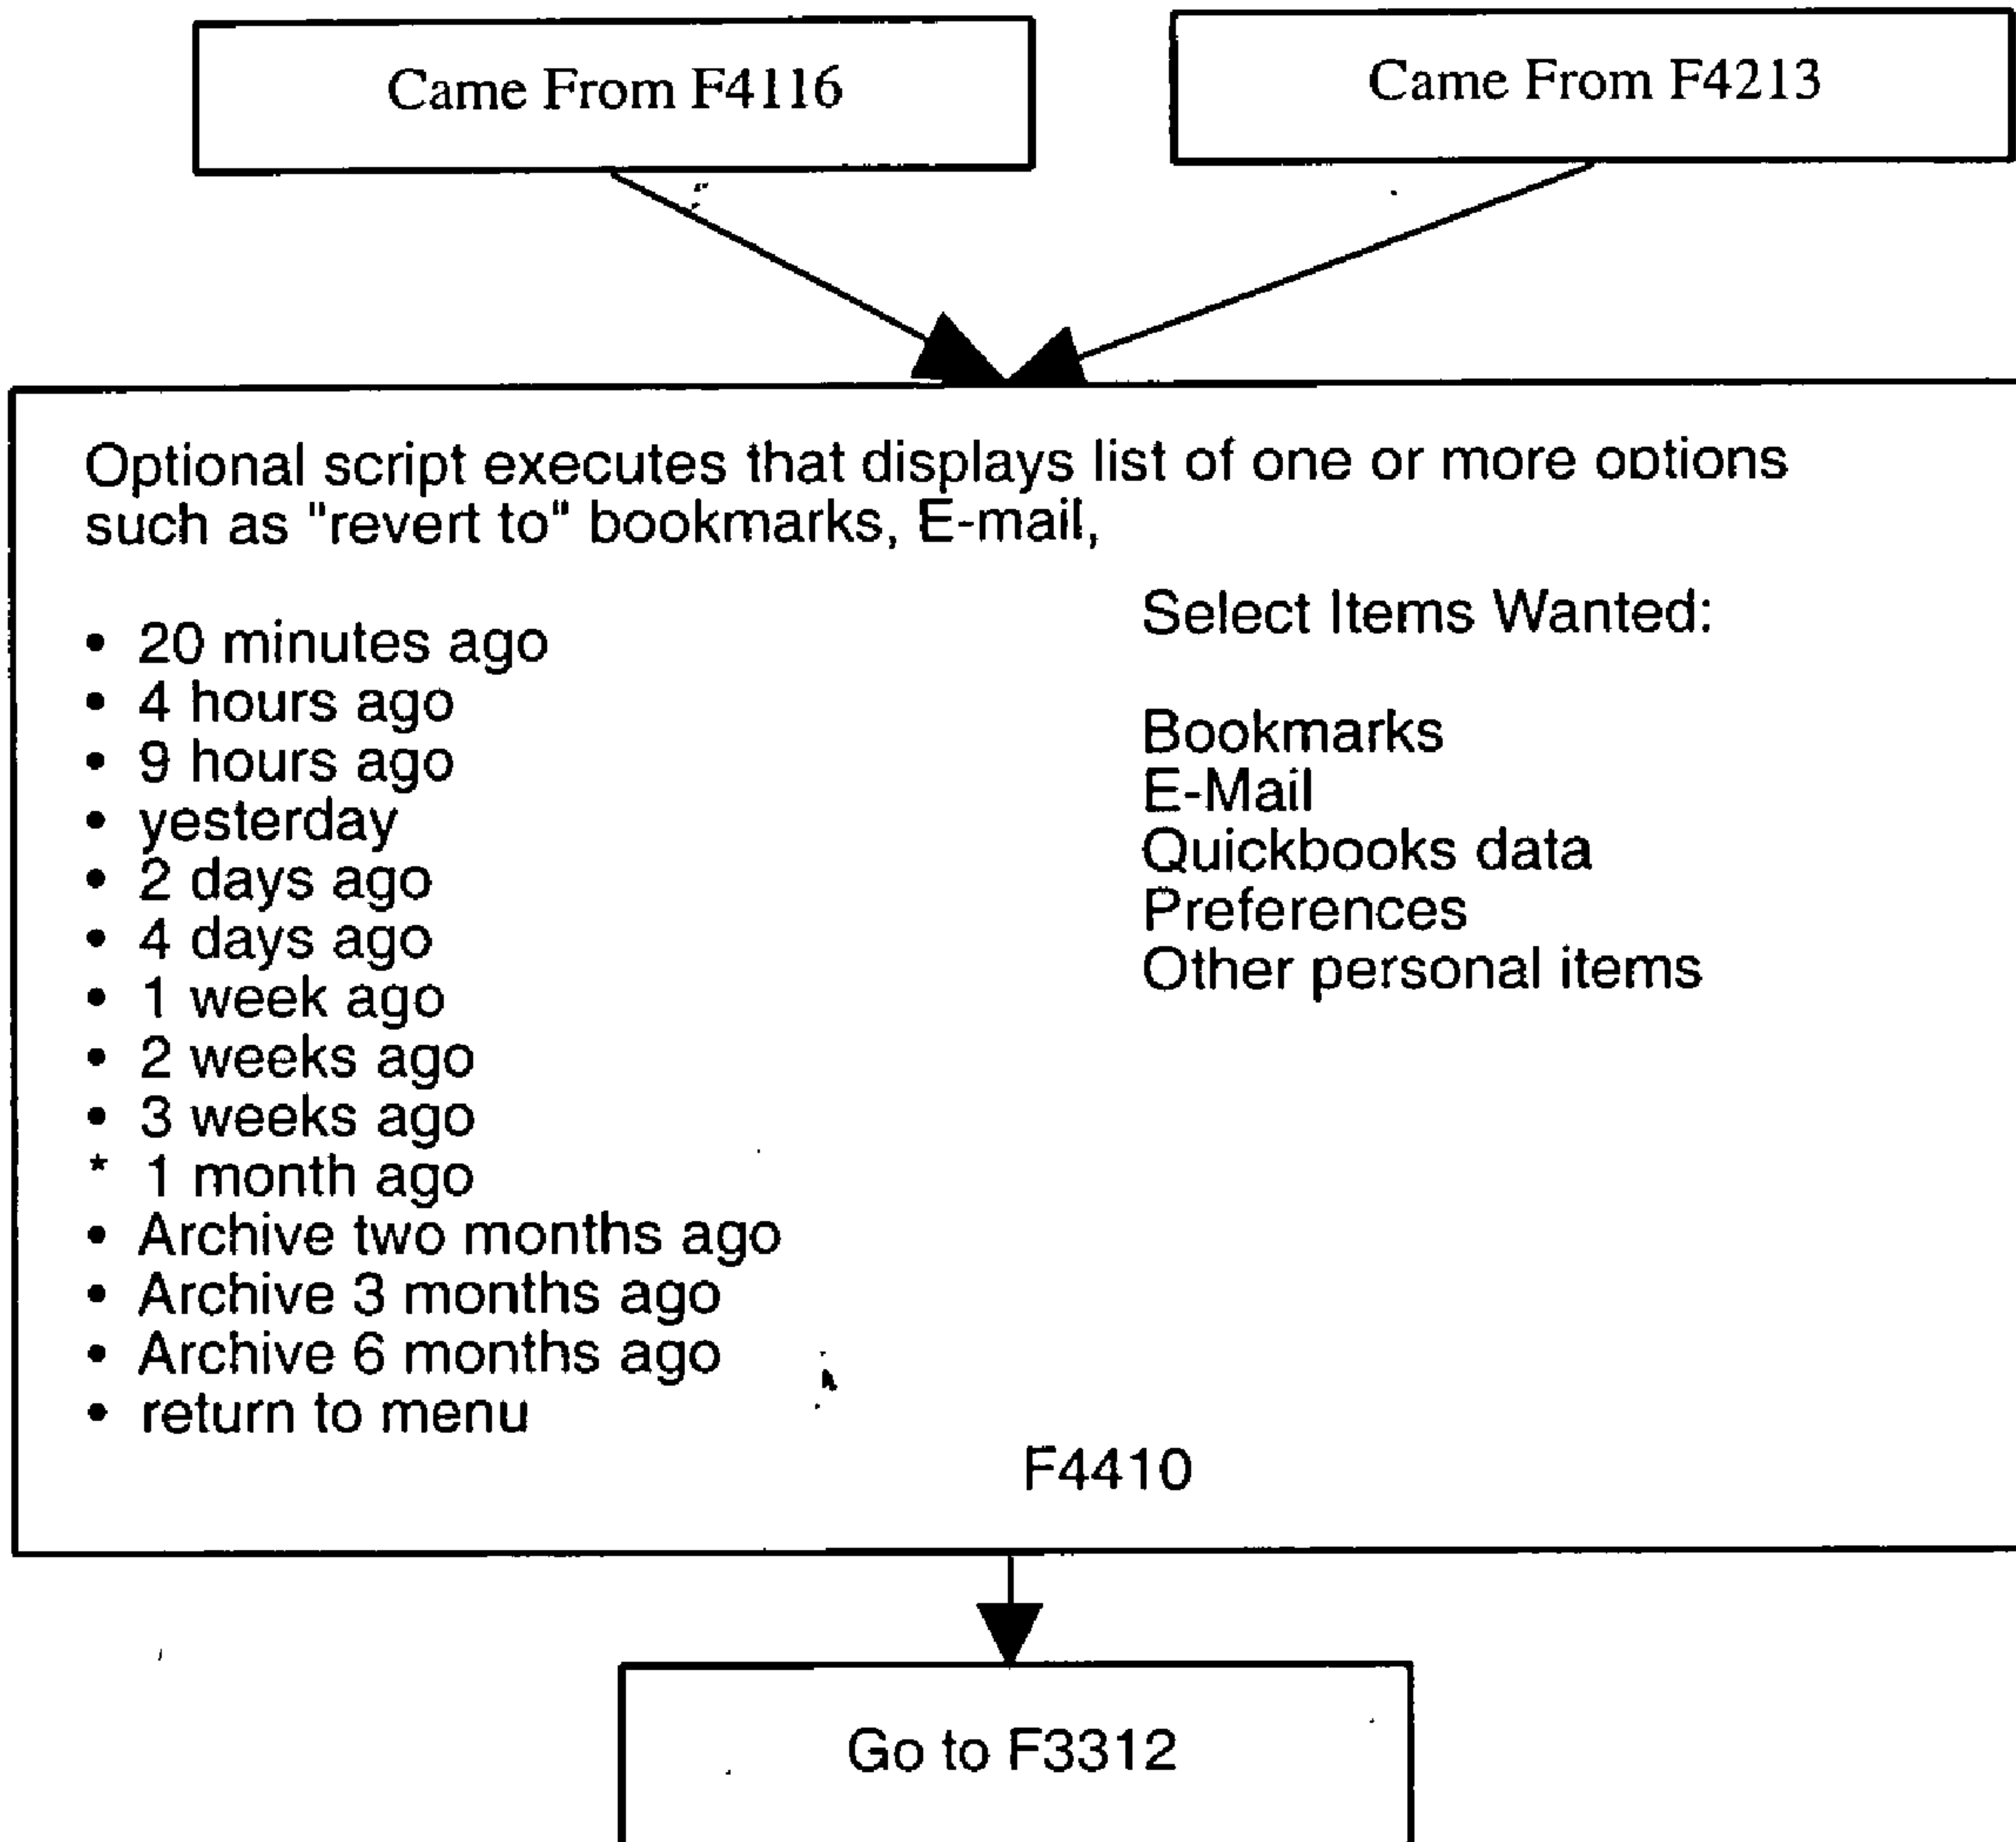 Came From F4116
Came From F4213
Optional script executes that displays list of one or more options
such as "revert to" bookmarks, E-mail,
• 20 minutes ago
• 4 hours ago
• 9 hours ago
• yesterday
• 2 days ago
• 4 days ago
• 1 week ago
• 2 weeks ago
• 3 weeks ago
* 1 month ago
• Archive two months ago
• Archive 3 months ago
• Archive 6 months ago
• return to menu
Select Items Wanted:
Bookmarks
E-Mail
Quickbooks data
Preferences
Other personal items
F4410
Go to F3312